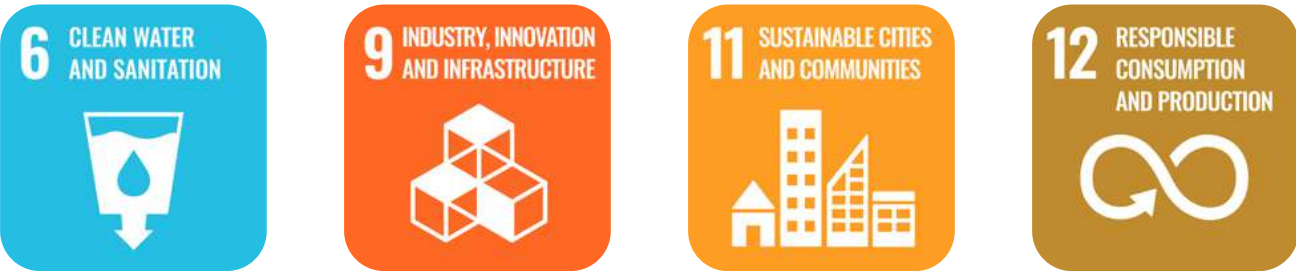 6 CLEAN WATER
AND SANITATION
9 INDUSTRY, INNOVATION
AND INFRASTRUCTURE
11 SUSTAINABLE CITIES
AND COMMUNITIES
12 RESPONSIBLE
CONSUMPTION
AND PRODUCTION